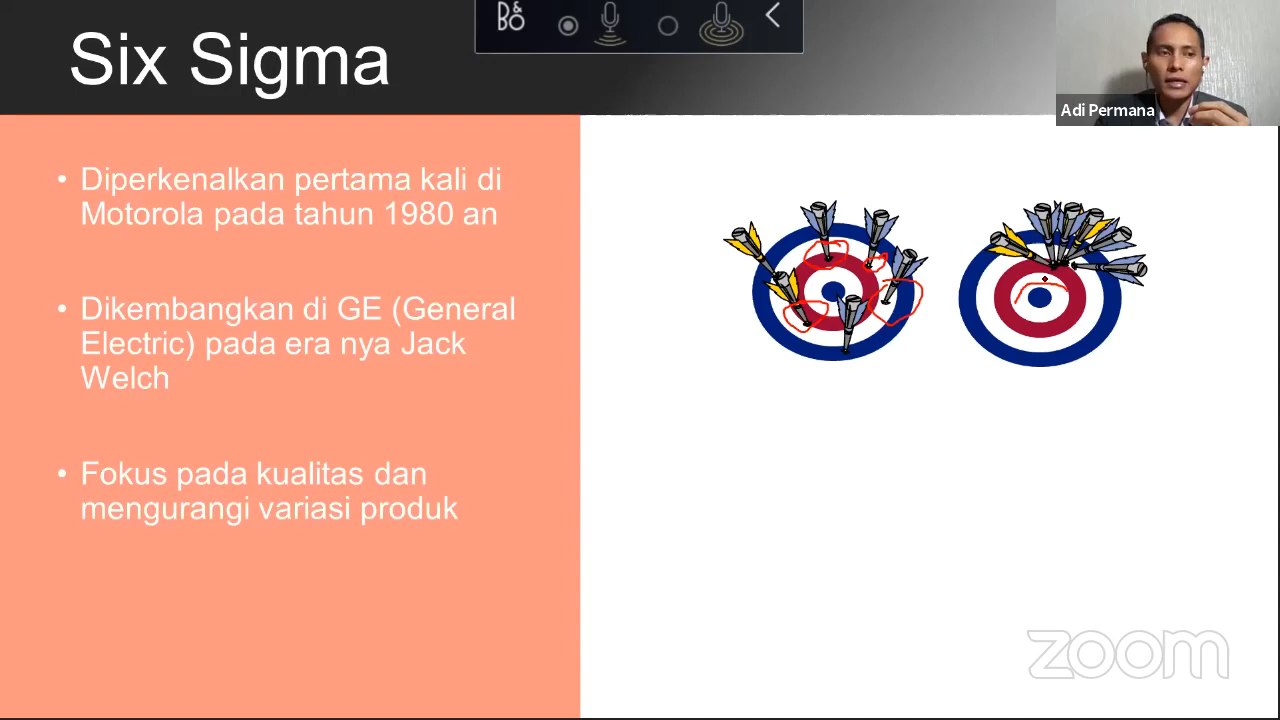 Six Sigma
B&O
Adi Permana
• Diperkenalkan pertama kali di
Motorola pada tahun 1980 an
• Dikembangkan di GE (General
Electric) pada era nya Jack
Welch
• Fokus pada kualitas dan
mengurangi variasi produk
zoom